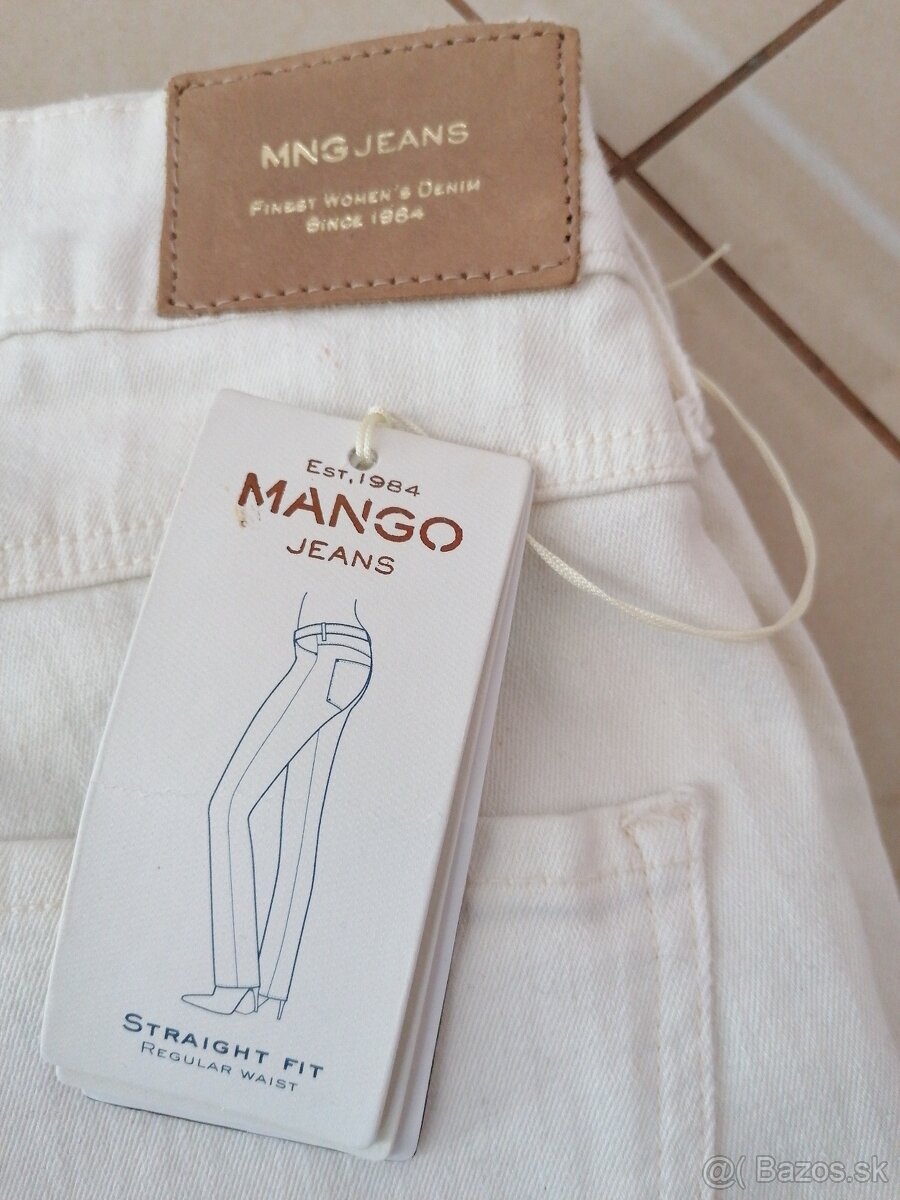 MNG JEANS
FINEST WOMEN'S DENIM
SINCE 1984
EST. 1984
MANGO
JEANS
STRAIGHT FIT
REGULAR WAIST
@( Bazos.sk